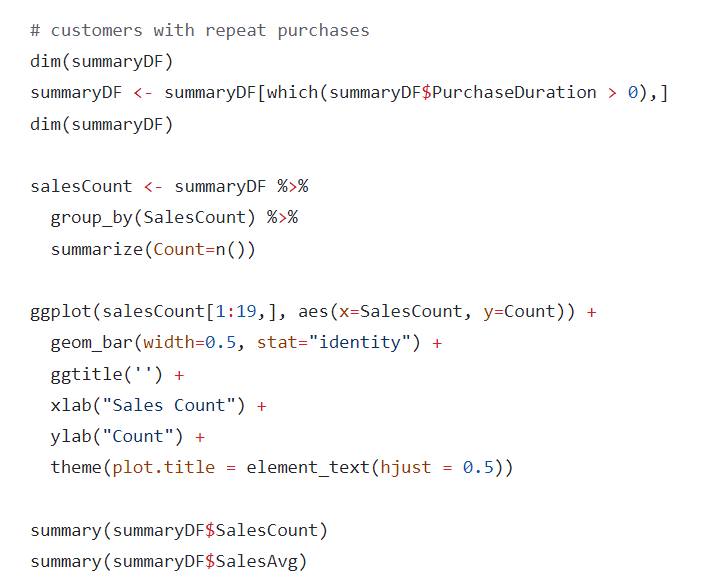 # customers with repeat purchases
dim(summaryDF)
summaryDF <- summaryDF[which(summaryDF$PurchaseDuration > 0),]
dim(summaryDF)

salesCount <- summaryDF %>%
  group_by(SalesCount) %>%
  summarize(Count=n())

ggplot(salesCount[1:19,], aes(x=SalesCount, y=Count)) +
  geom_bar(width=0.5, stat="identity") +
  ggtitle('') +
  xlab("Sales Count") +
  ylab("Count") +
  theme(plot.title = element_text(hjust = 0.5))

summary(summaryDF$SalesCount)
summary(summaryDF$SalesAvg)